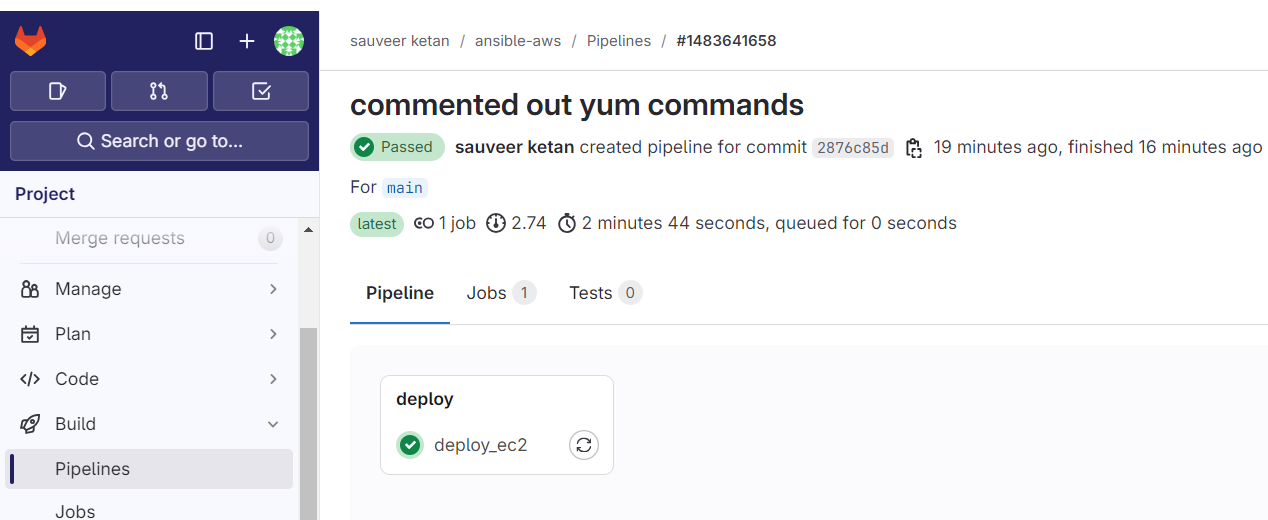 sauveer ketan / ansible-aws / Pipelines / #1483641658
Search or go to...
Project
Merge requests 0
Manage
Plan
Code
Build
Pipelines
Jobs
commented out yum commands
Passed sauveer ketan created pipeline for commit 2876c85d 19 minutes ago, finished 16 minutes ago
For main
latest 1 job 2.74 2 minutes 44 seconds, queued for 0 seconds
Pipeline Jobs 1 Tests 0
deploy
deploy_ec2